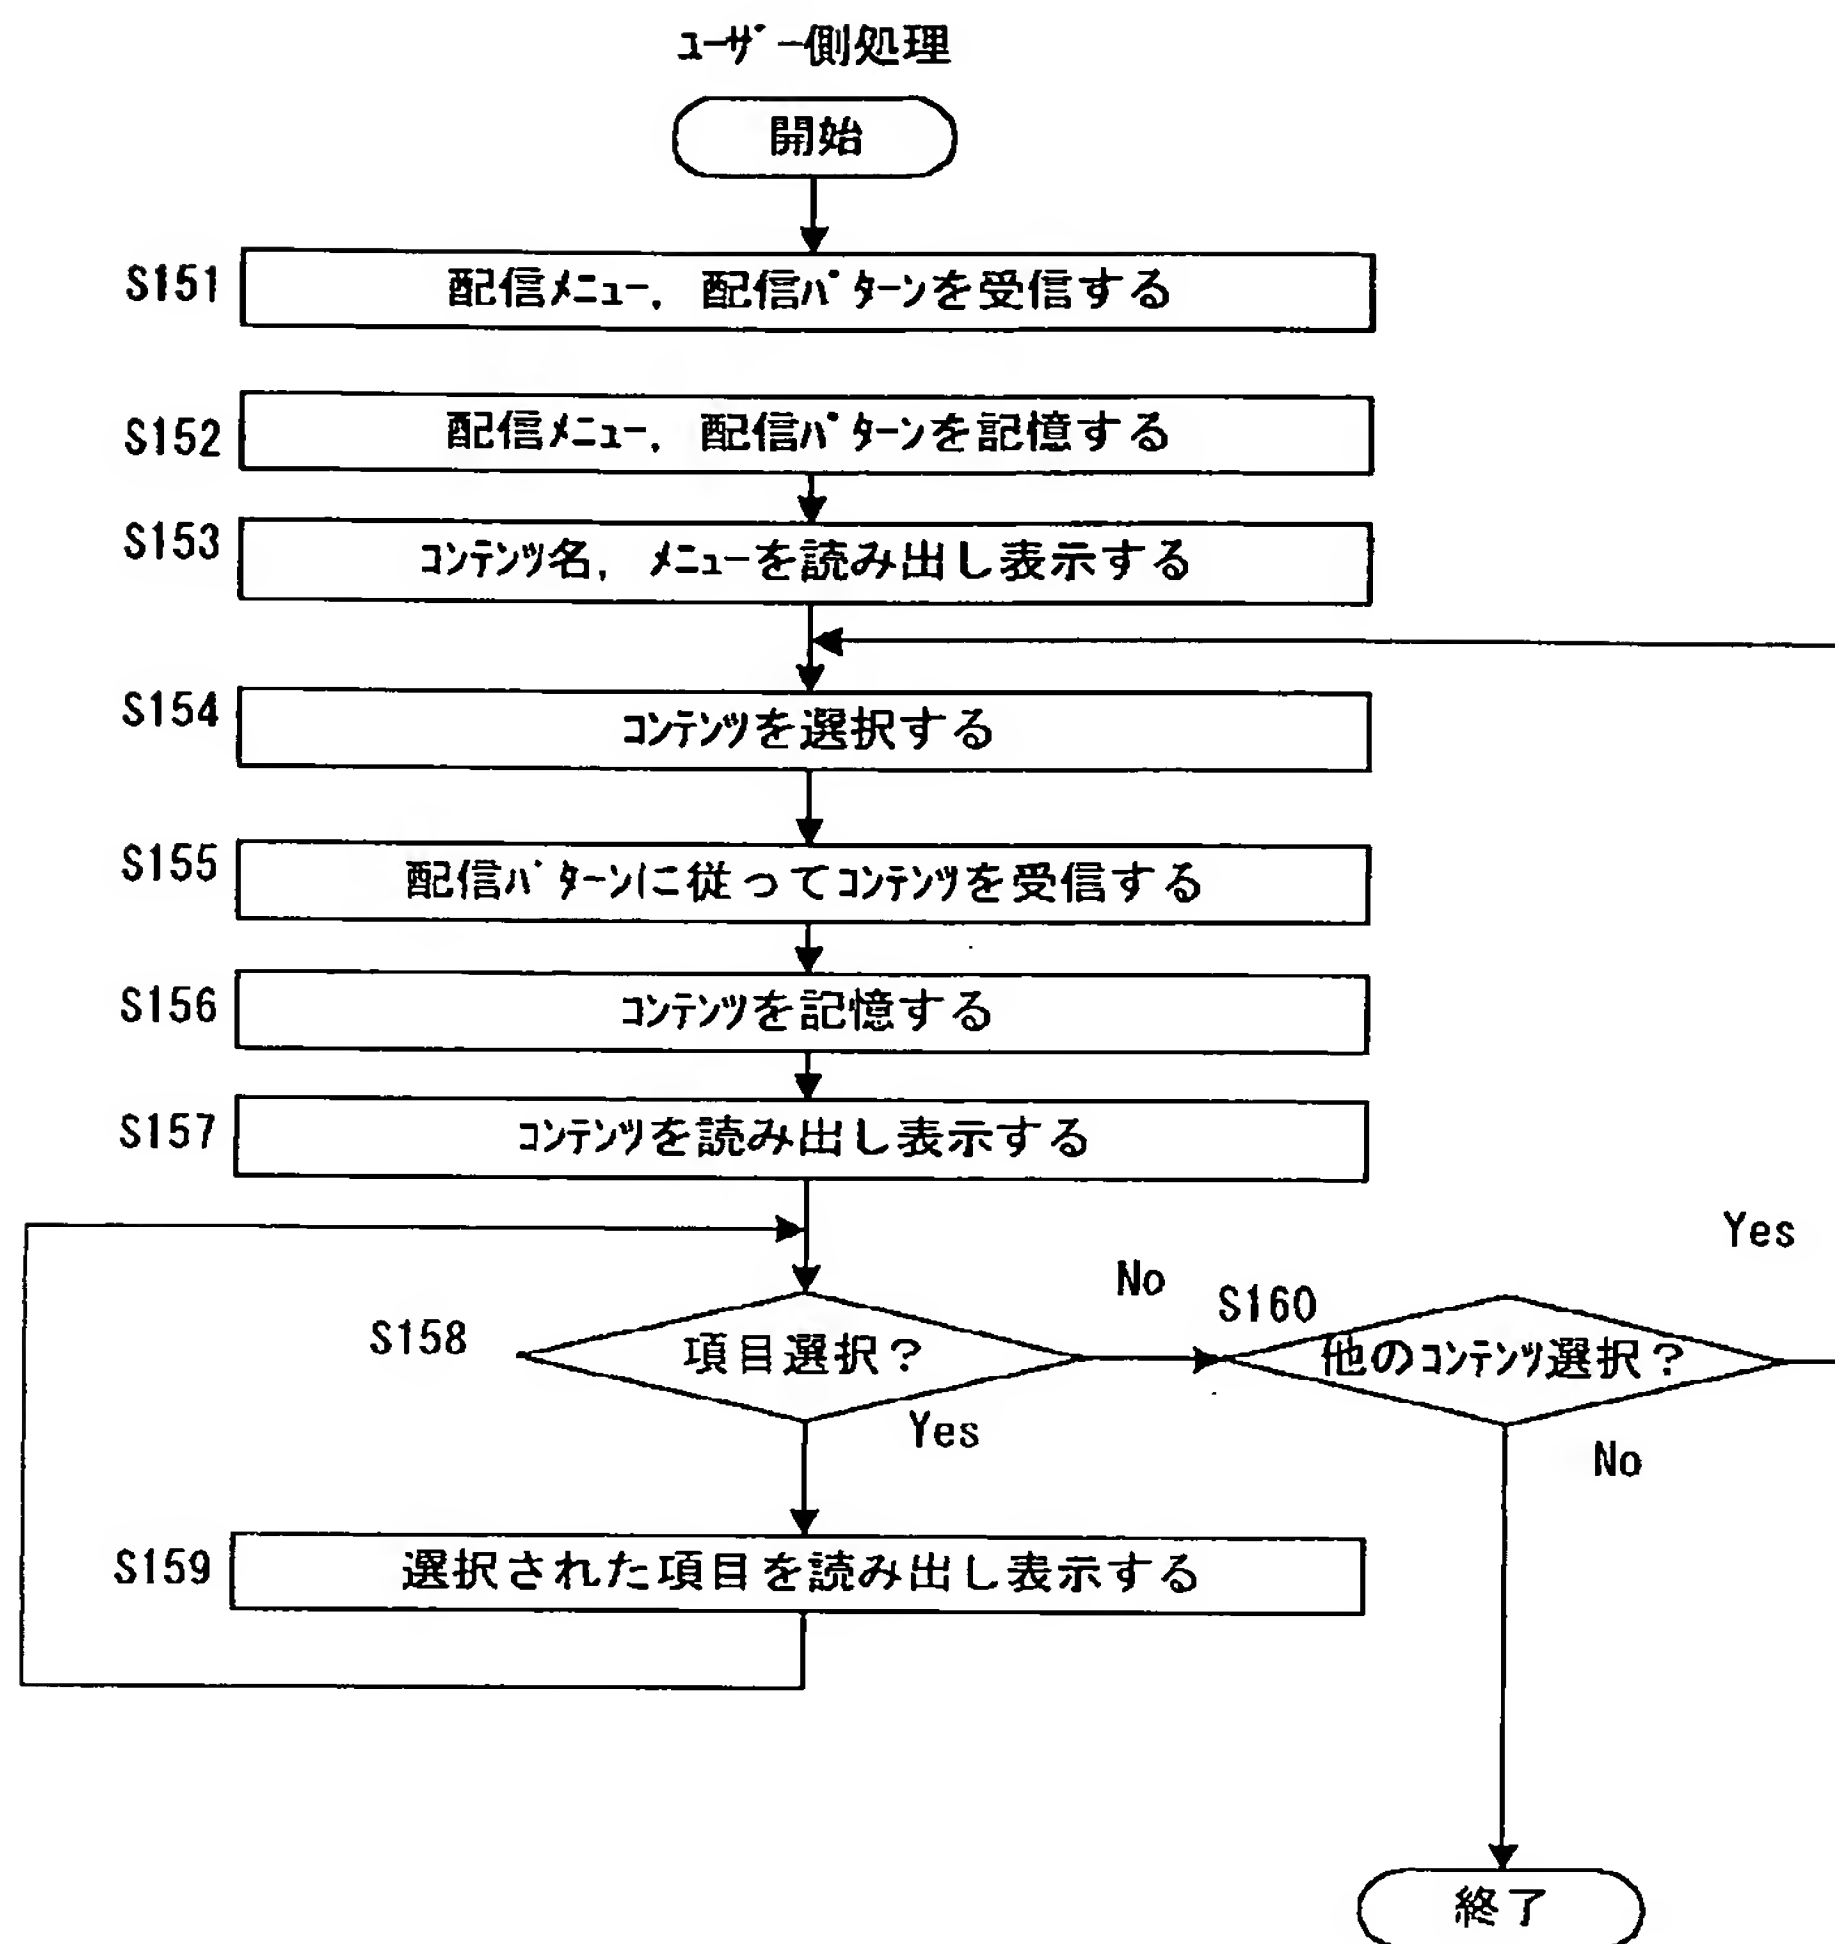 ユーザー側処理
開始
S151
配信メニュー, 配信パターンを受信する
S152
配信メニュー, 配信パターンを記憶する
S153
コンテンツ名, メニューを読み出し表示する
S154
コンテンツを選択する
S155
配信パターンに従ってコンテンツを受信する
S156
コンテンツを記憶する
S157
コンテンツを読み出し表示する
Yes
No
S160
S158
項目選択?
他のコンテンツ選択?
Yes
No
S159
選択された項目を読み出し表示する
終了